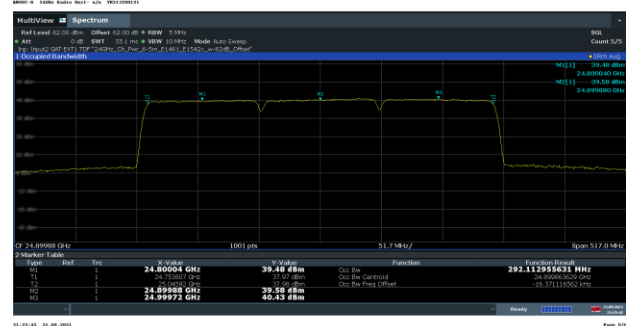 MultiView Spectrum
Ref Level 62.00 dBm Offset 62.00 dB RBW 5 MHz SGL
Att 0 dB SWT 33.1 ms VBW 10 MHz Mode Auto Sweep Count 5/5
1 Occupied Bandwidth 1Rm Avg
M1[1] 39.48 dBm
24.800040 GHz
M2[1] 39.58 dBm
24.899880 GHz
T1 M1 M2 M3 T2
CF 24.89988 GHz 1001 pts 51.7 MHz/ Span 517.0 MHz
2 Marker Table
Type Ref Trc X-Value Y-Value Function Function Result
M1 1 24.80004 GHz 39.48 dBm Occ Bw 292.112955631 MHz
T1 1 24.753807 GHz 37.97 dBm Occ Bw Centroid 24.899863629 GHz
T2 1 25.04592 GHz 37.98 dBm Occ Bw Freq Offset -16.371116562 kHz
M2 1 24.89988 GHz 39.58 dBm
M3 1 24.99972 GHz 40.43 dBm
Ready